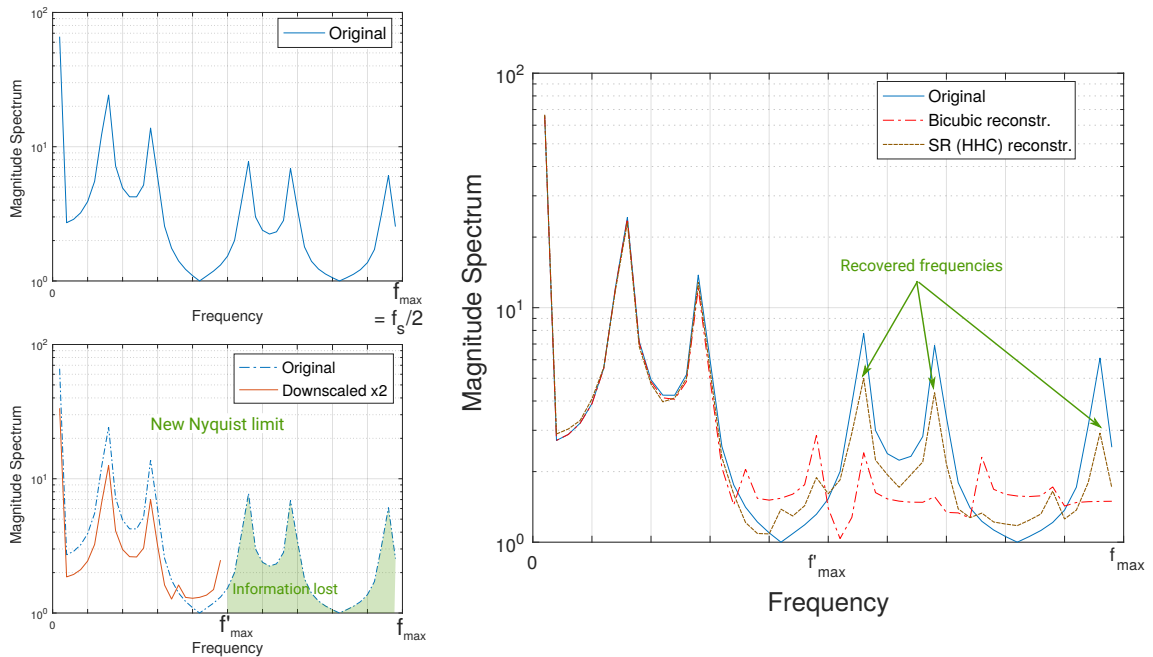 10²
Original
Magnitude Spectrum
10¹
10⁰
0
f_max
= f_s/2
Frequency
10²
Original
Downscaled x2
New Nyquist limit
Magnitude Spectrum
10¹
Information lost
10⁰
0
f'_max
f_max
Frequency
10²
Original
Bicubic reconstr.
SR (HHC) reconstr.
Magnitude Spectrum
Recovered frequencies
10¹
10⁰
0
f'_max
f_max
Frequency